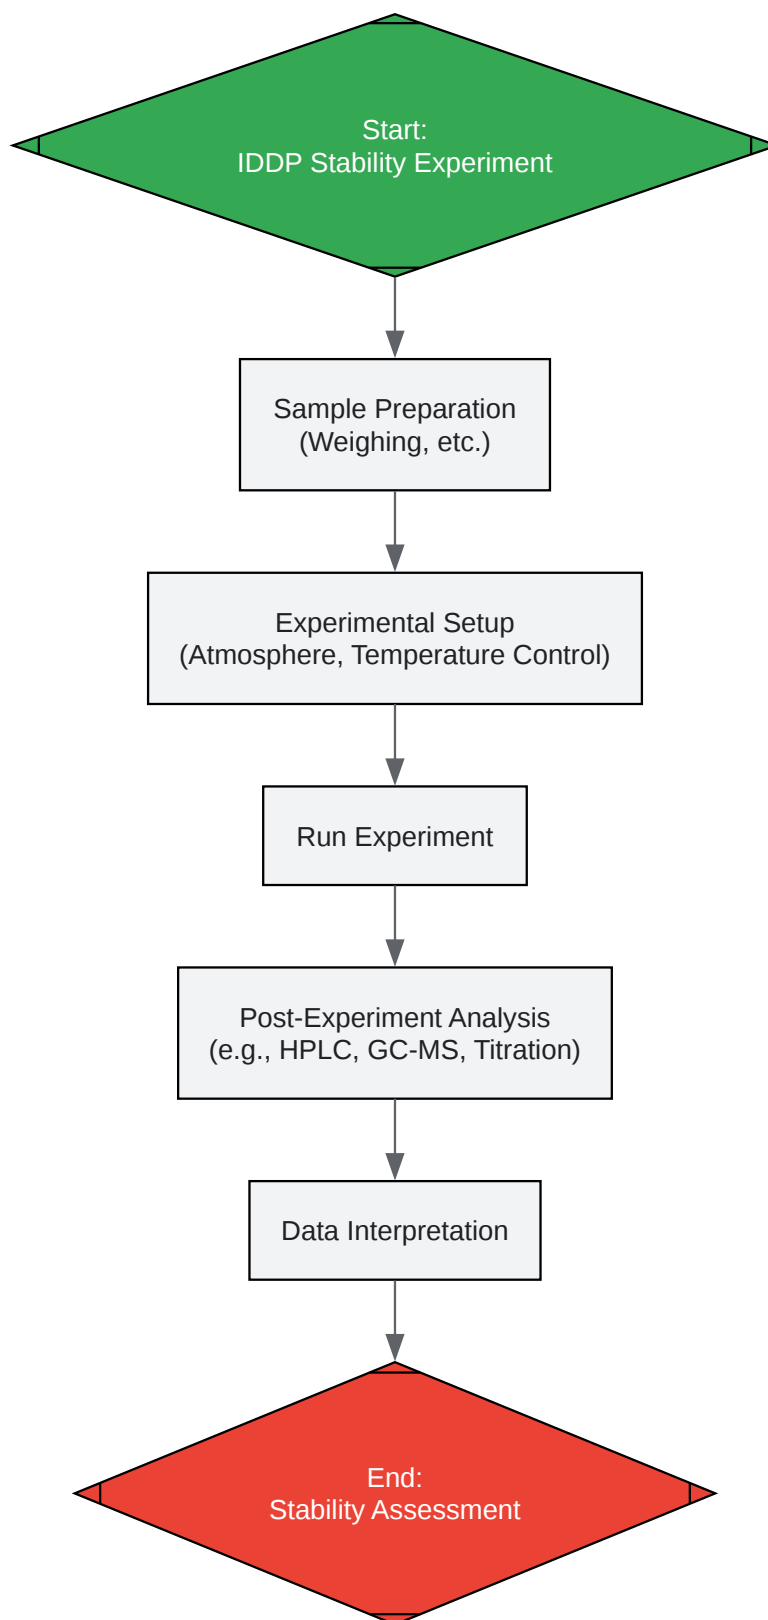 Start:
IDDP Stability Experiment
Sample Preparation
(Weighing, etc.)
Experimental Setup
(Atmosphere, Temperature Control)
Run Experiment
Post-Experiment Analysis
(e.g., HPLC, GC-MS, Titration)
Data Interpretation
End:
Stability Assessment